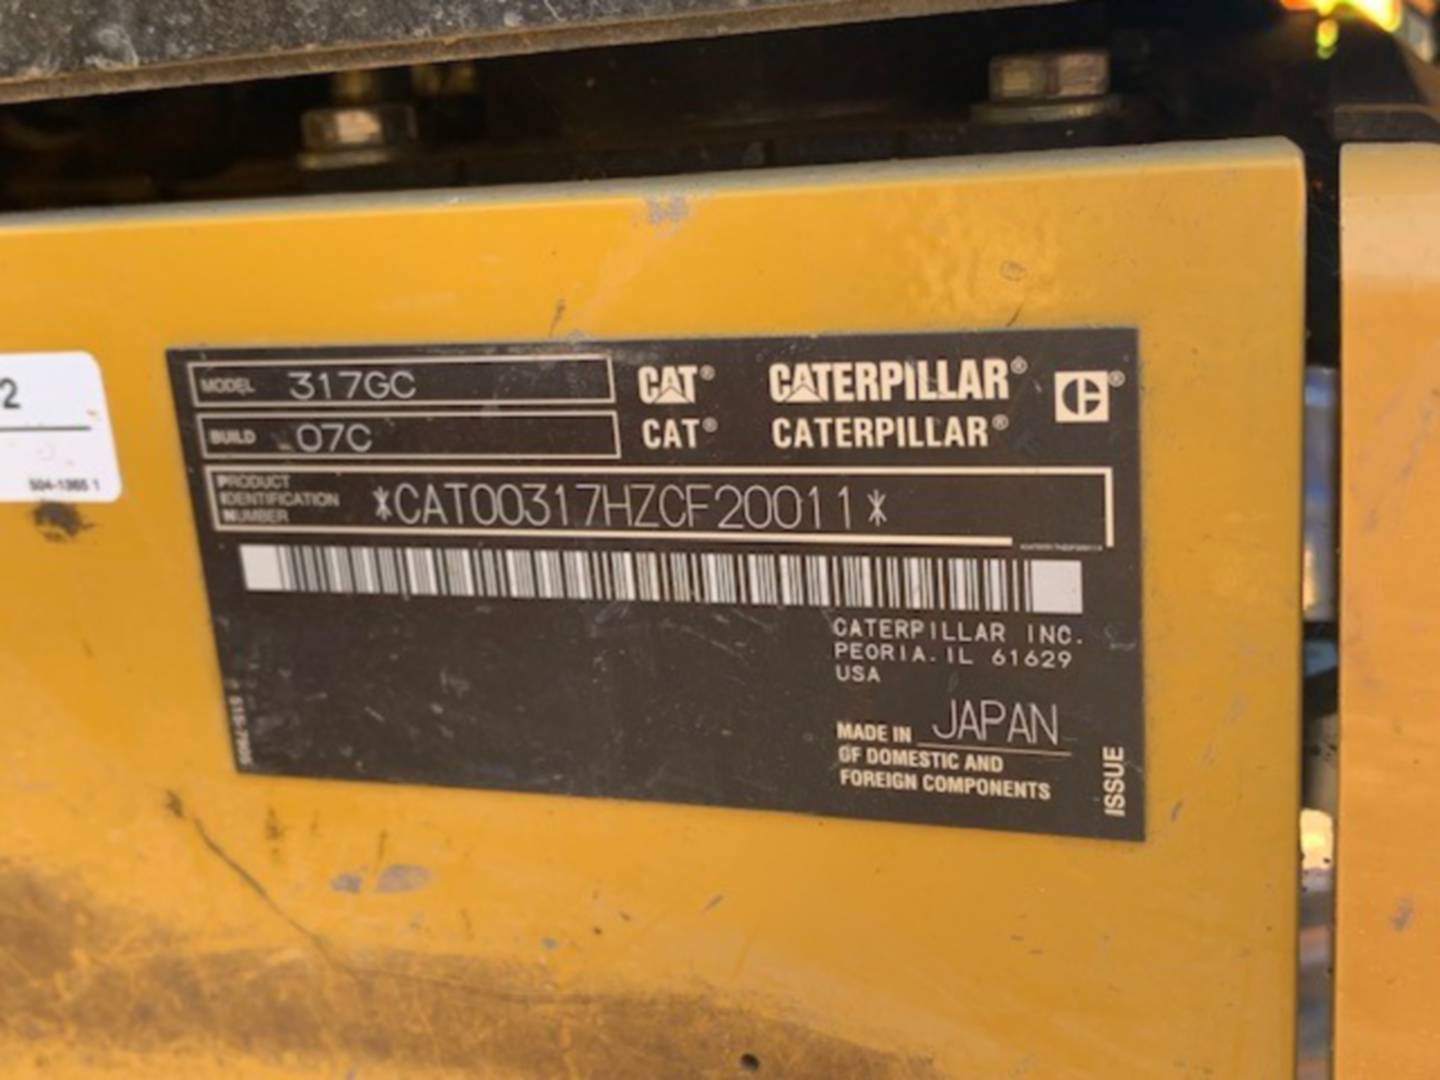 2
504-1365 1
MODEL 317GC
CAT® CATERPILLAR®
BUILD 07C
CAT® CATERPILLAR®
PRODUCT
IDENTIFICATION
NUMBER
*CAT00317HZCF20011*
CATERPILLAR INC.
PEORIA. IL 61629
USA
MADE IN JAPAN
OF DOMESTIC AND
FOREIGN COMPONENTS
ISSUE